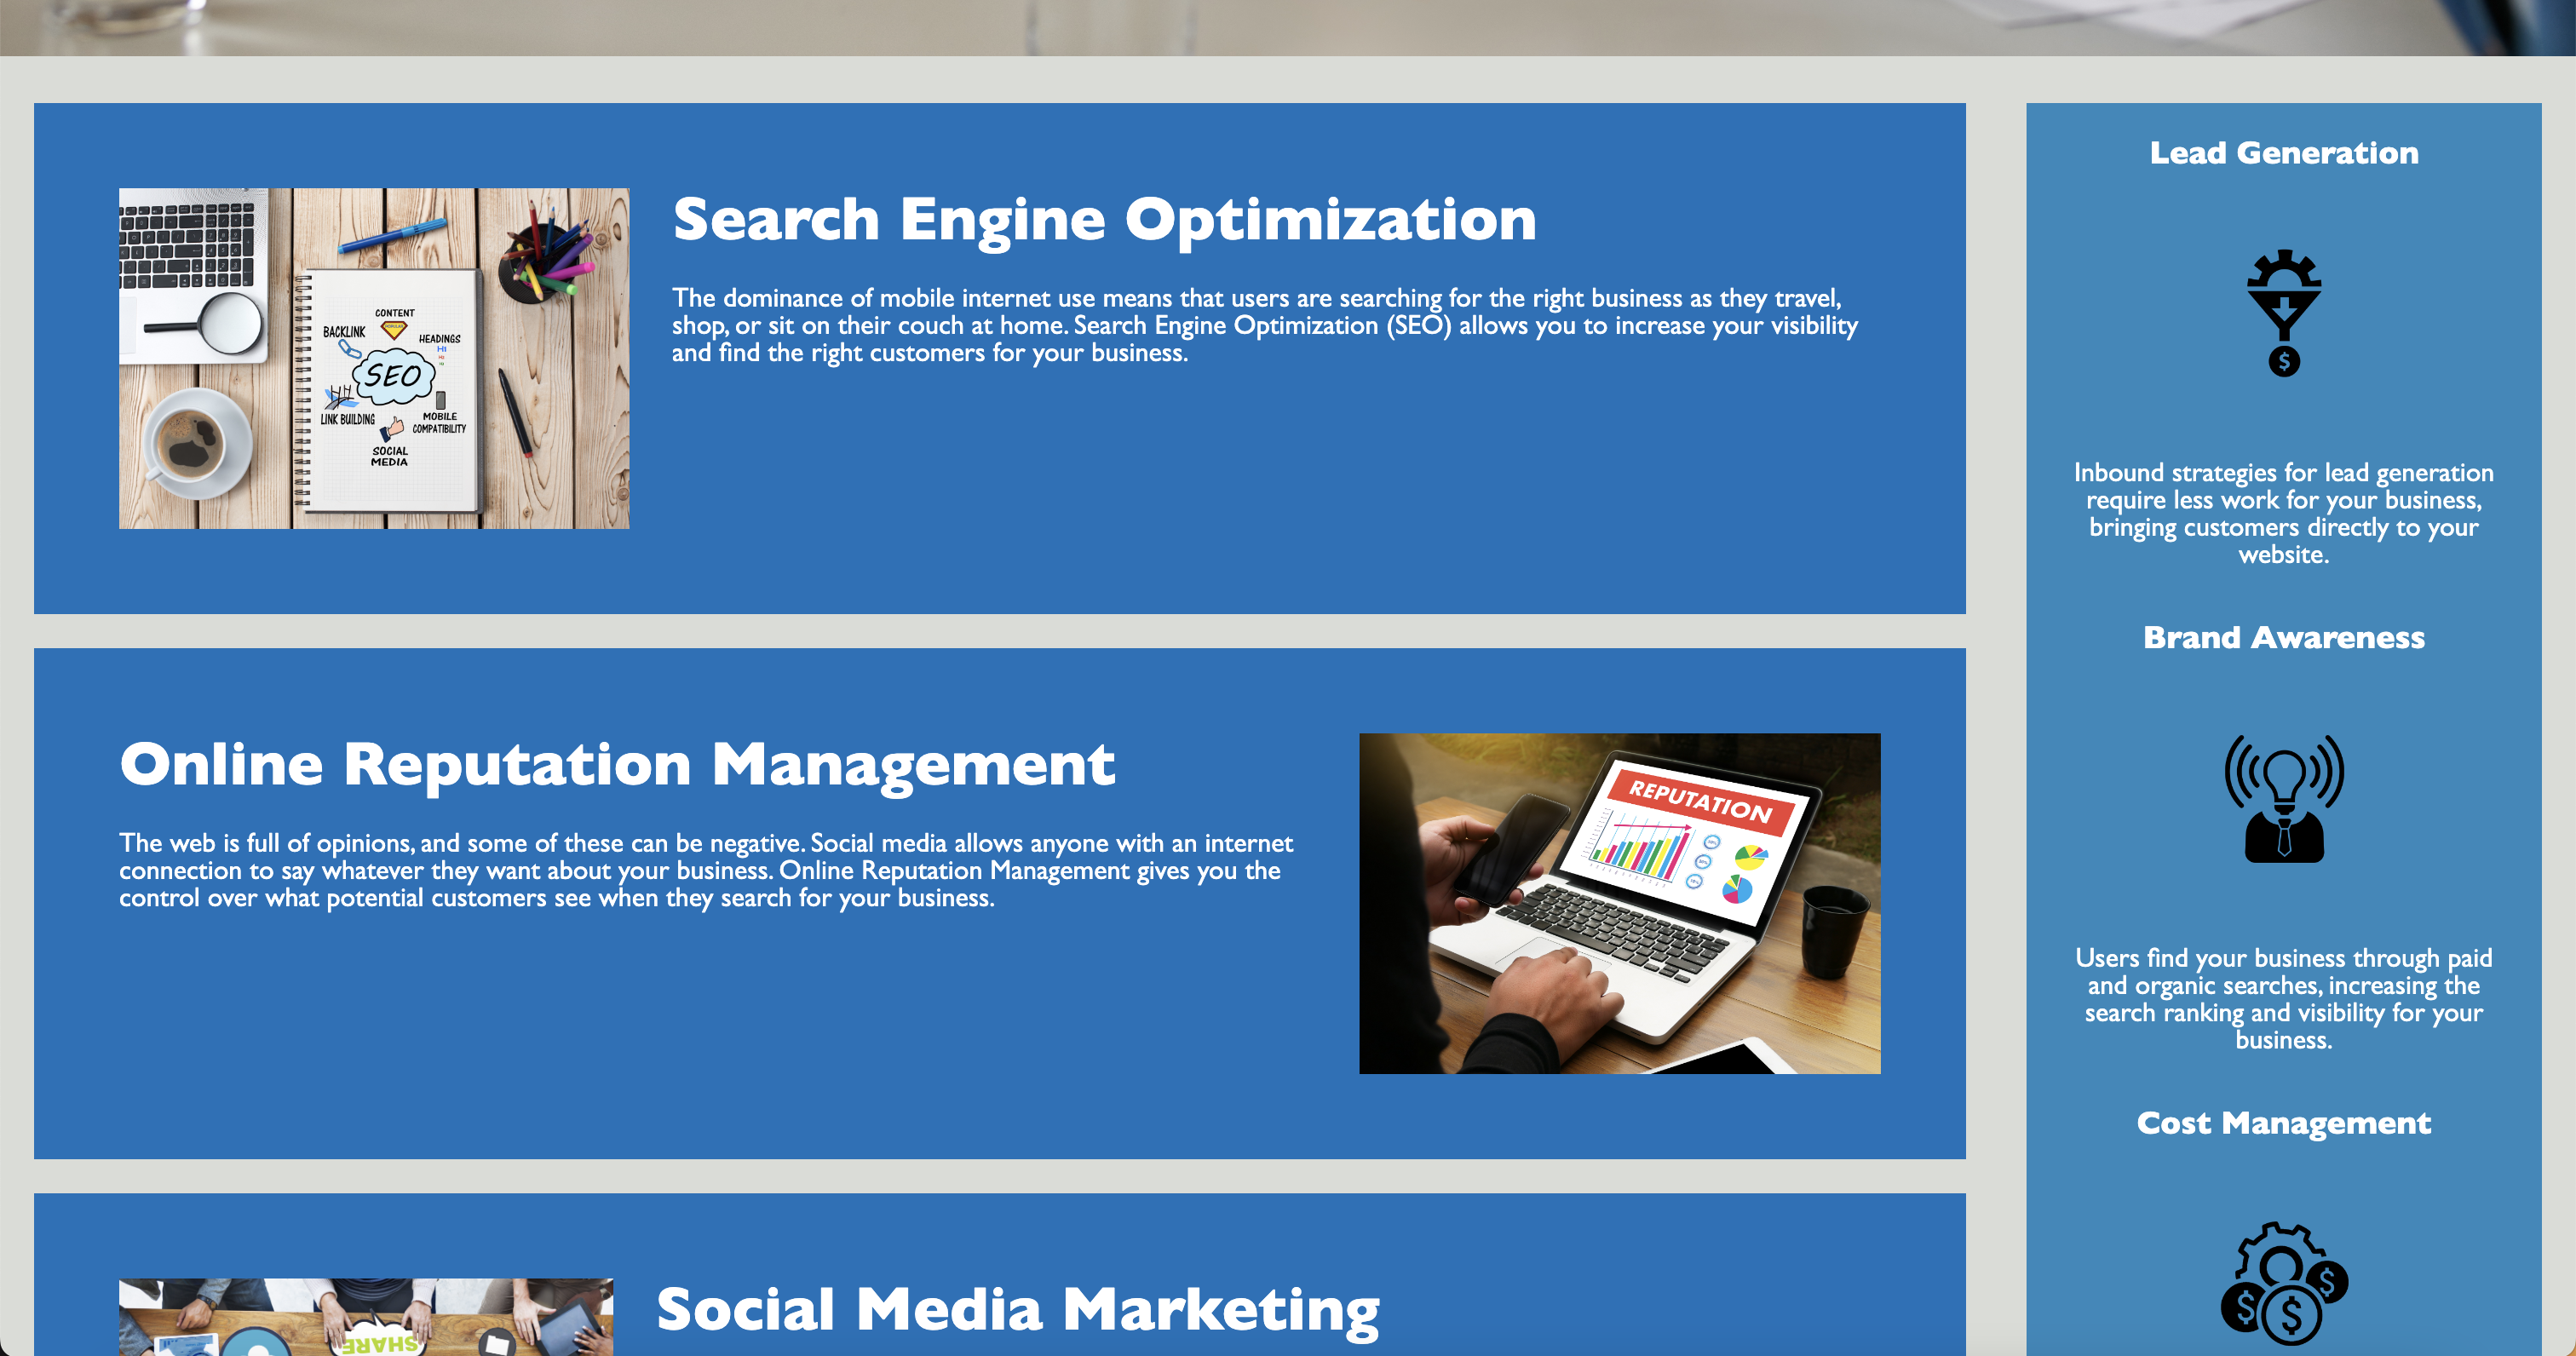 Search Engine Optimization
The dominance of mobile internet use means that users are searching for the right business as they travel,
shop, or sit on their couch at home. Search Engine Optimization (SEO) allows you to increase your visibility
and find the right customers for your business.
CONTENT
BACKLINK
HEADINGS
H1
SEO
LINK BUILDING
MOBILE
COMPATIBILITY
SOCIAL
MEDIA
Online Reputation Management
The web is full of opinions, and some of these can be negative. Social media allows anyone with an internet
connection to say whatever they want about your business. Online Reputation Management gives you the
control over what potential customers see when they search for your business.
REPUTATION
Social Media Marketing
SHARE
Lead Generation
$
Inbound strategies for lead generation
require less work for your business,
bringing customers directly to your
website.
Brand Awareness
Users find your business through paid
and organic searches, increasing the
search ranking and visibility for your
business.
Cost Management
$
$
$